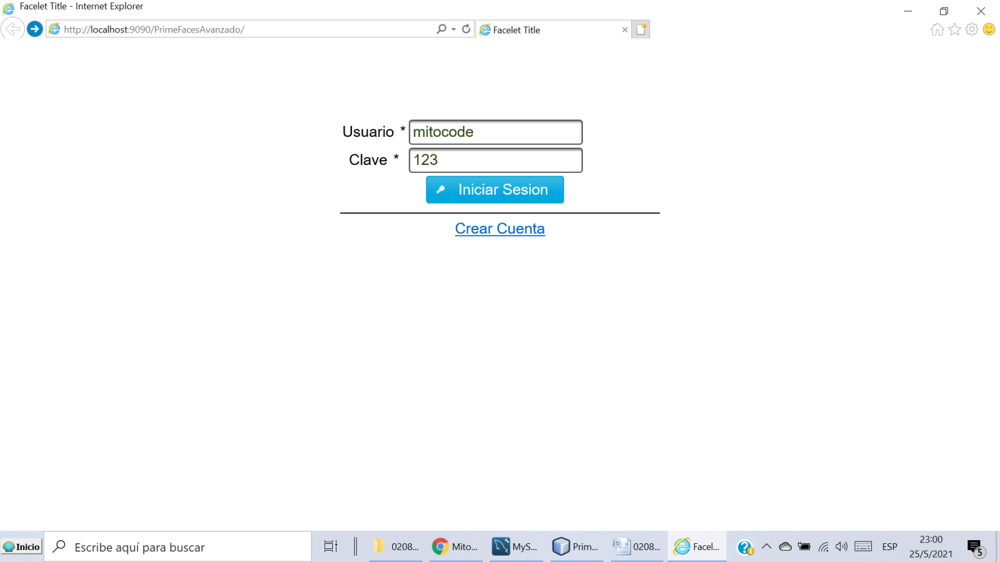 Facelet Title - Internet Explorer
http://localhost:9090/PrimeFacesAvanzado/
Facelet Title
Usuario * mitocode
Clave * 123
Iniciar Sesion
Crear Cuenta
Inicio
Escribe aquí para buscar
0208...
Mito...
MyS...
Prim...
0208...
Facel...
ESP
23:00
25/5/2021
5